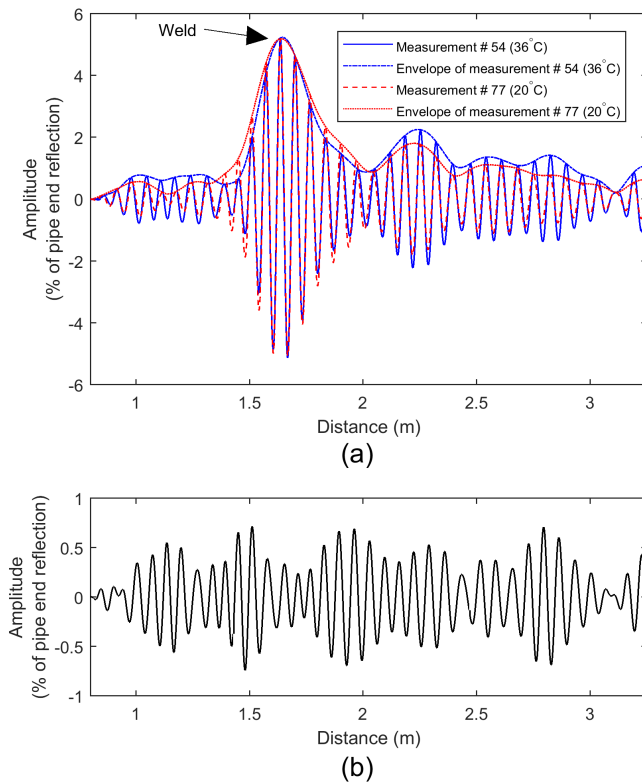 Weld
Measurement # 54 (36°C)
Envelope of measurement # 54 (36°C)
Measurement # 77 (20°C)
Envelope of measurement # 77 (20°C)
6
4
2
0
-2
-4
-6
Amplitude
(% of pipe end reflection)
1
1.5
2
2.5
3
Distance (m)
(a)
1
0.5
0
-0.5
-1
Amplitude
(% of pipe end reflection)
1
1.5
2
2.5
3
Distance (m)
(b)